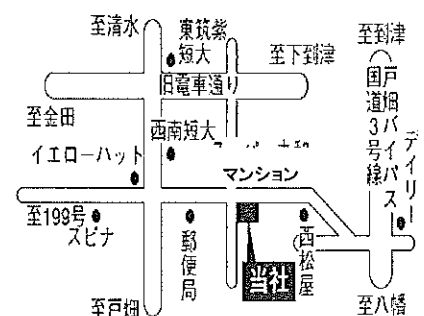 至清水
東筑紫
短大
至下到津
至到津
旧電車通り
至金田
国道3号線
戸畑バイパス
デイリー
西南短大
イエローハット
マンション
至199号
スピナ
郵便局
西松屋
当社
至戸畑
至八幡